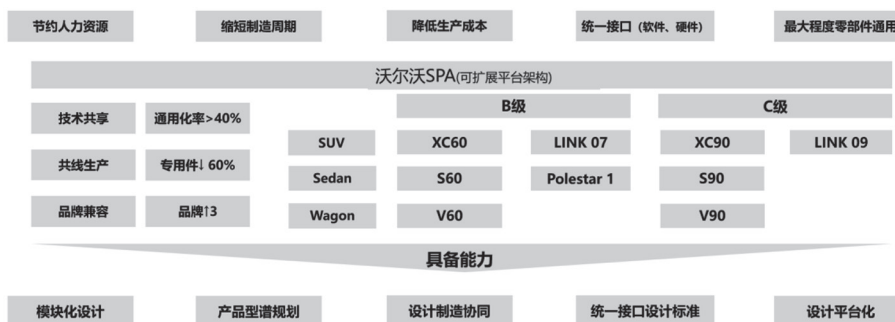 节约人力资源
缩短制造周期
降低生产成本
统一接口（软件、硬件）
最大程度零部件通用
沃尔沃SPA(可扩展平台架构)
B级
C级
技术共享
通用化率>40%
SUV
XC60
LINK 07
XC90
LINK 09
共线生产
专用件↓ 60%
Sedan
S60
Polestar 1
S90
品牌兼容
品牌↑3
Wagon
V60
V90
具备能力
模块化设计
产品型谱规划
设计制造协同
统一接口设计标准
设计平台化